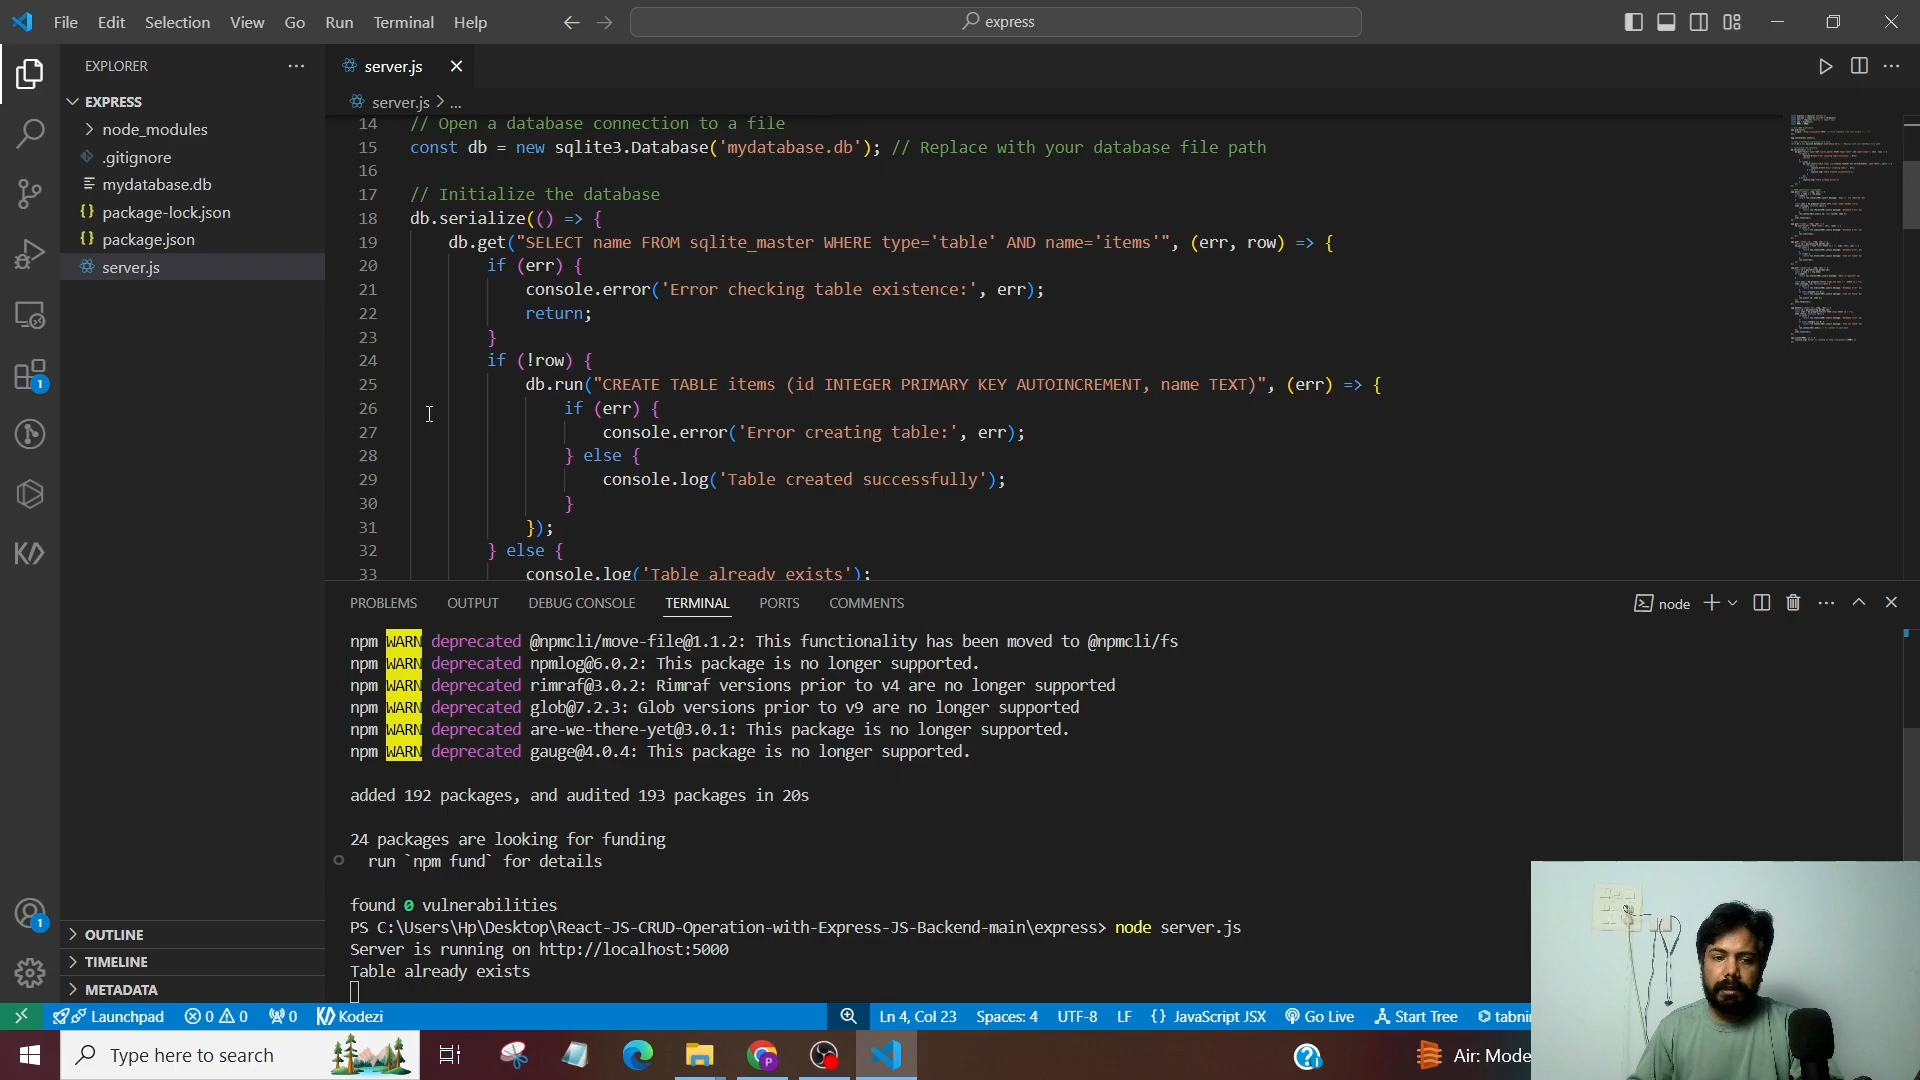 File Edit Selection View Go Run Terminal Help
express
EXPLORER
server.js
EXPRESS
node_modules
.gitignore
mydatabase.db
package-lock.json
package.json
server.js
server.js > ...
14 // Open a database connection to a file
15 const db = new sqlite3.Database('mydatabase.db'); // Replace with your database file path
16
17 // Initialize the database
18 db.serialize(() => {
19 db.get("SELECT name FROM sqlite_master WHERE type='table' AND name='items'", (err, row) => {
20 if (err) {
21 console.error('Error checking table existence:', err);
22 return;
23 }
24 if (!row) {
25 db.run("CREATE TABLE items (id INTEGER PRIMARY KEY AUTOINCREMENT, name TEXT)", (err) => {
26 if (err) {
27 console.error('Error creating table:', err);
28 } else {
29 console.log('Table created successfully');
30 }
31 });
32 } else {
33 console.log('Table already exists');
PROBLEMS OUTPUT DEBUG CONSOLE TERMINAL PORTS COMMENTS
node
npm WARN deprecated @npmcli/move-file@1.1.2: This functionality has been moved to @npmcli/fs
npm WARN deprecated npmlog@6.0.2: This package is no longer supported.
npm WARN deprecated rimraf@3.0.2: Rimraf versions prior to v4 are no longer supported
npm WARN deprecated glob@7.2.3: Glob versions prior to v9 are no longer supported
npm WARN deprecated are-we-there-yet@3.0.1: This package is no longer supported.
npm WARN deprecated gauge@4.0.4: This package is no longer supported.
added 192 packages, and audited 193 packages in 20s
24 packages are looking for funding
run `npm fund` for details
found 0 vulnerabilities
PS C:\Users\Hp\Desktop\React-JS-CRUD-Operation-with-Express-JS-Backend-main\express> node server.js
Server is running on http://localhost:5000
Table already exists
1
1
OUTLINE
TIMELINE
METADATA
Launchpad 0 0 0 Kodezi
Ln 4, Col 23 Spaces: 4 UTF-8 LF {} JavaScript JSX Go Live Start Tree tabnin
Type here to search
Air: Mode